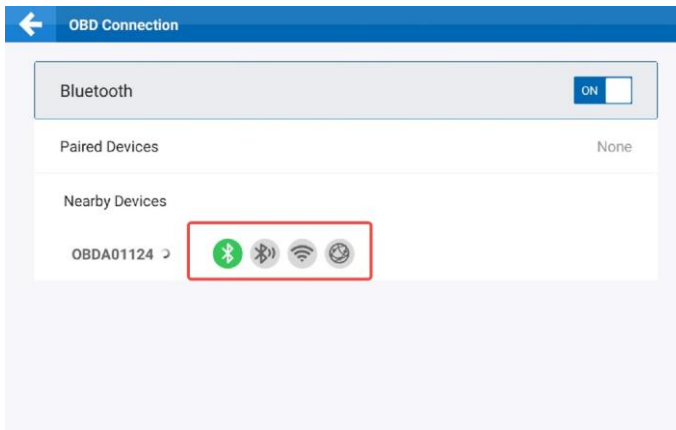 OBD Connection
Bluetooth ON
Paired Devices None
Nearby Devices
OBDA01124